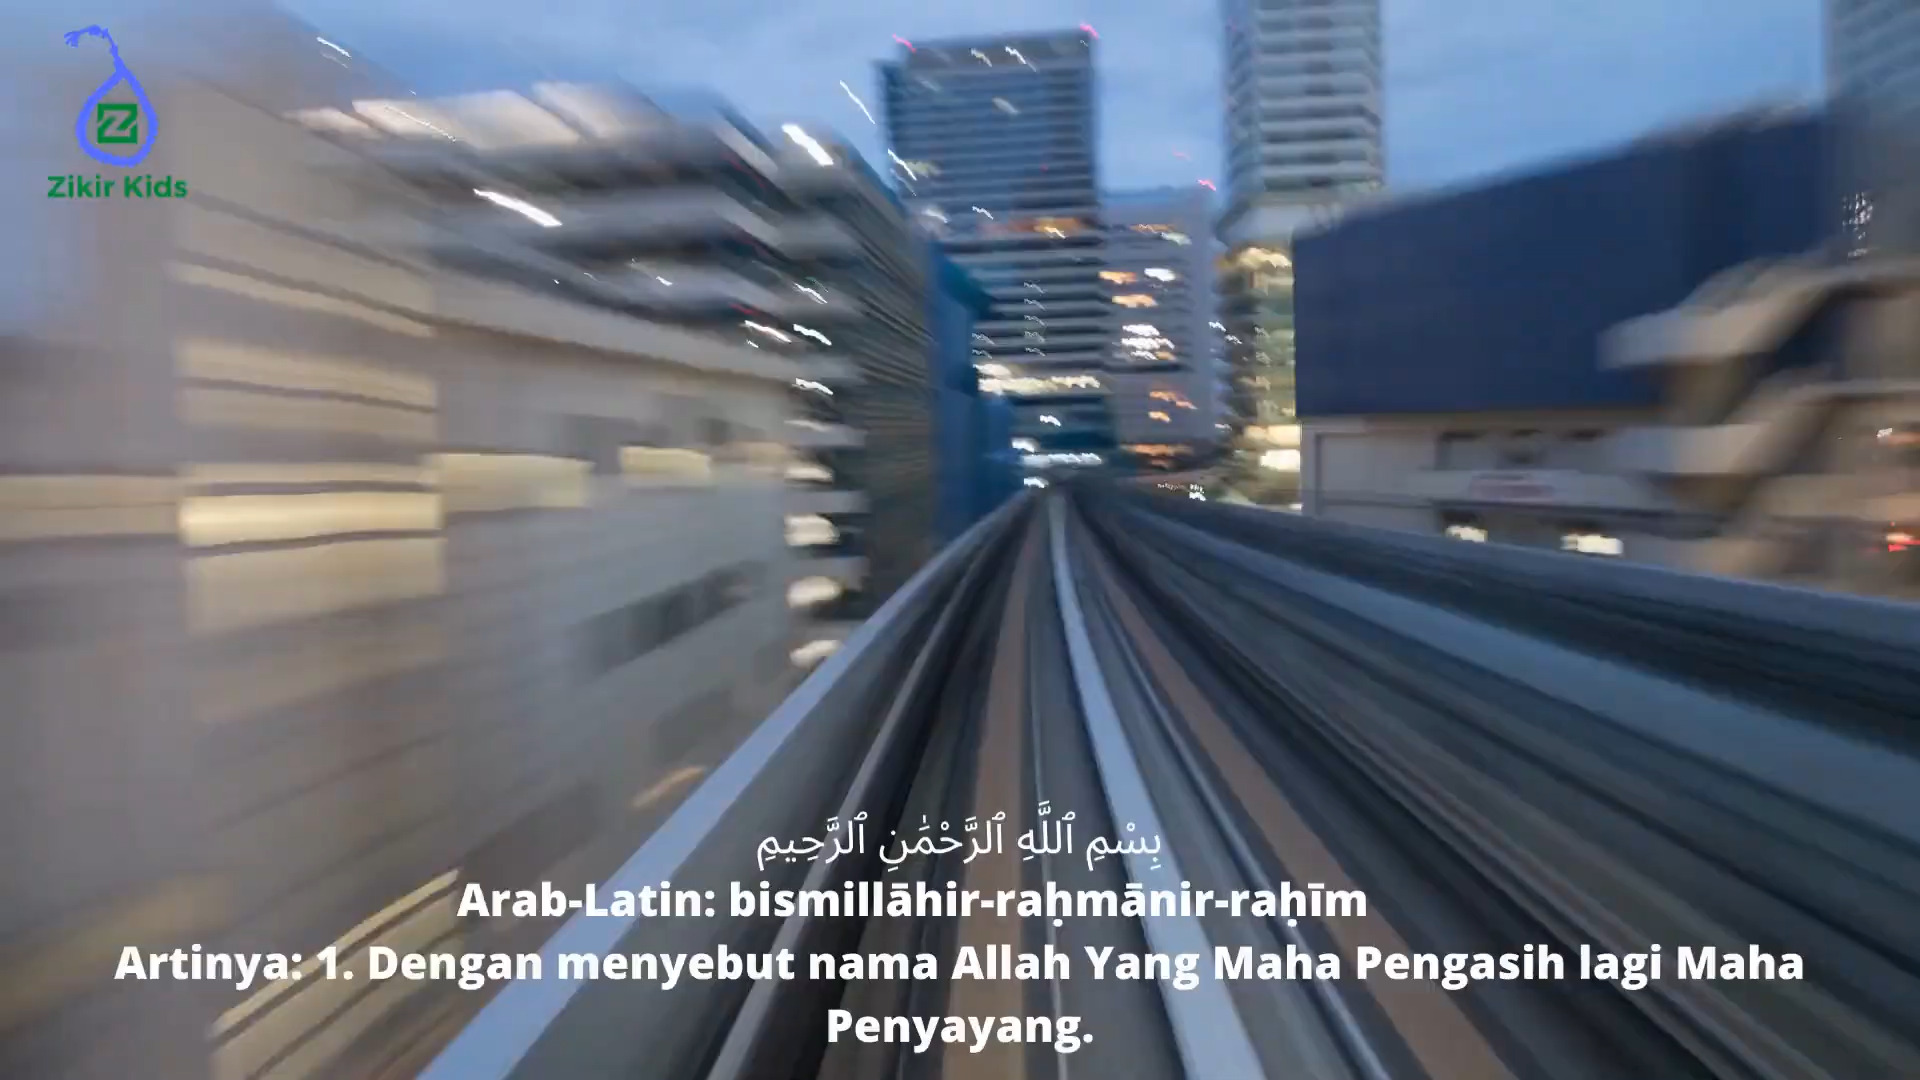 Z
Zikir Kids
بِسْمِ ٱللَّهِ ٱلرَّحْمَٰنِ ٱلرَّحِيمِ
Arab-Latin: bismillāhir-raḥmānir-raḥīm
Artinya: 1. Dengan menyebut nama Allah Yang Maha Pengasih lagi Maha
Penyayang.